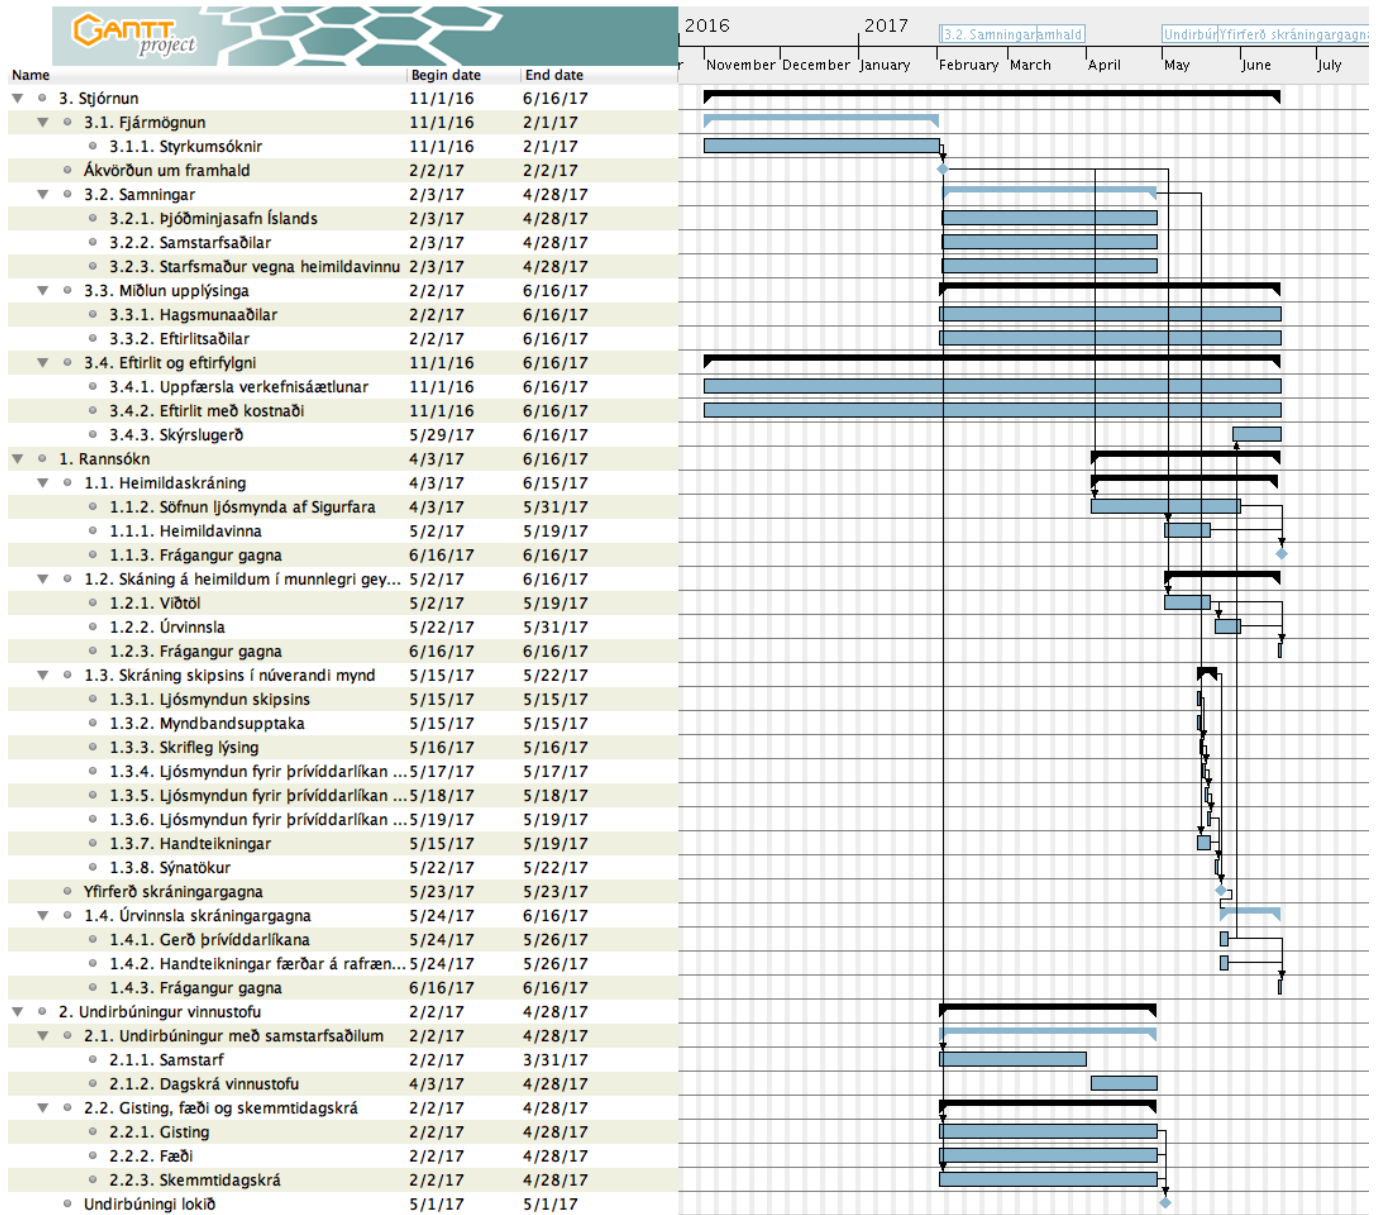 GANTT
project
2016 2017
3.2. Samningar amhald Undirbúr Yfirferð skráningargagna
r November December January February March April May June July
Name Begin date End date
3. Stjórnun 11/1/16 6/16/17
3.1. Fjármögnun 11/1/16 2/1/17
3.1.1. Styrkumsóknir 11/1/16 2/1/17
Ákvörðun um framhald 2/2/17 2/2/17
3.2. Samningar 2/3/17 4/28/17
3.2.1. Þjóðminjasafn Íslands 2/3/17 4/28/17
3.2.2. Samstarfsaðilar 2/3/17 4/28/17
3.2.3. Starfsmaður vegna heimildavinnu 2/3/17 4/28/17
3.3. Miðlun upplýsinga 2/2/17 6/16/17
3.3.1. Hagsmunaaðilar 2/2/17 6/16/17
3.3.2. Eftirlitsaðilar 2/2/17 6/16/17
3.4. Eftirlit og eftirfylgni 11/1/16 6/16/17
3.4.1. Uppfærsla verkefnisáætlunar 11/1/16 6/16/17
3.4.2. Eftirlit með kostnaði 11/1/16 6/16/17
3.4.3. Skýrslugerð 5/29/17 6/16/17
1. Rannsókn 4/3/17 6/16/17
1.1. Heimildaskráning 4/3/17 6/15/17
1.1.2. Söfnun ljósmynda af Sigurfara 4/3/17 5/31/17
1.1.1. Heimildavinna 5/2/17 5/19/17
1.1.3. Frágangur gagna 6/16/17 6/16/17
1.2. Skáning á heimildum í munnlegri gey... 5/2/17 6/16/17
1.2.1. Viðtöl 5/2/17 5/19/17
1.2.2. Úrvinnsla 5/22/17 5/31/17
1.2.3. Frágangur gagna 6/16/17 6/16/17
1.3. Skráning skipsins í núverandi mynd 5/15/17 5/22/17
1.3.1. Ljósmyndun skipsins 5/15/17 5/15/17
1.3.2. Myndbandsupptaka 5/15/17 5/15/17
1.3.3. Skrifleg lýsing 5/16/17 5/16/17
1.3.4. Ljósmyndun fyrir þrívíddarlíkan ... 5/17/17 5/17/17
1.3.5. Ljósmyndun fyrir þrívíddarlíkan ... 5/18/17 5/18/17
1.3.6. Ljósmyndun fyrir þrívíddarlíkan ... 5/19/17 5/19/17
1.3.7. Handteikningar 5/15/17 5/19/17
1.3.8. Sýnatökur 5/22/17 5/22/17
Yfirferð skráningargagna 5/23/17 5/23/17
1.4. Úrvinnsla skráningargagna 5/24/17 6/16/17
1.4.1. Gerð þrívíddarlíkana 5/24/17 5/26/17
1.4.2. Handteikningar færðar á rafræn... 5/24/17 5/26/17
1.4.3. Frágangur gagna 6/16/17 6/16/17
2. Undirbúningur vinnustofu 2/2/17 4/28/17
2.1. Undirbúningur með samstarfsaðilum 2/2/17 4/28/17
2.1.1. Samstarf 2/2/17 3/31/17
2.1.2. Dagskrá vinnustofu 4/3/17 4/28/17
2.2. Gisting, fæði og skemmtidagskrá 2/2/17 4/28/17
2.2.1. Gisting 2/2/17 4/28/17
2.2.2. Fæði 2/2/17 4/28/17
2.2.3. Skemmtidagskrá 2/2/17 4/28/17
Undirbúningi lokið 5/1/17 5/1/17